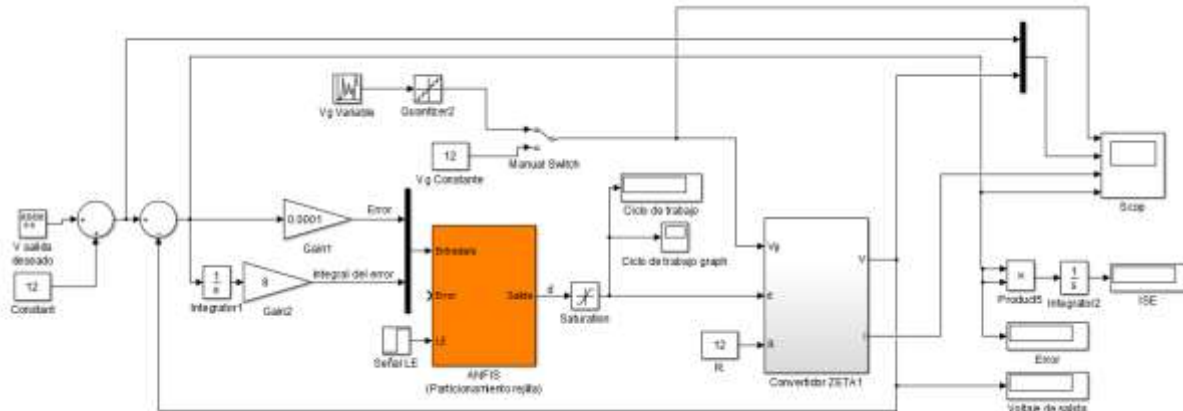 Vg Variable
Quantizer2
12
Vg Constante
Manual Switch
Ciclo de trabajo
Ciclo de trabajo graph
Scop
V salida
deseado
12
Constant
0.0001
Gain1
Error
1
s
Integrator1
8
Gain2
Integral del error
Señal LE
Entradas
Error
LE
Salida
ANFIS
(Particionamiento rejilla)
d
Saturation
12
R
Vg
d
R
V
I
Convertidor ZETA1
×
Product5
1
s
Integrator2
ISE
Error
Voltaje de salida